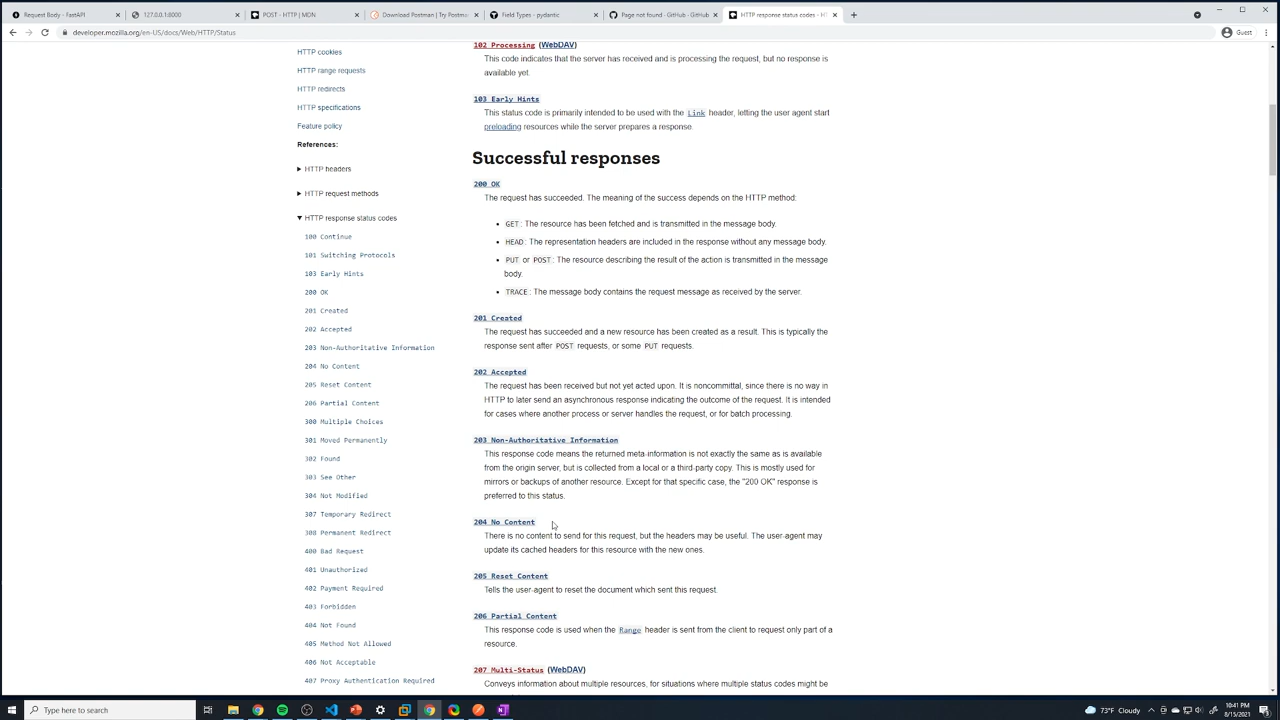 Request Body - FastAPI
127.0.0.1:8000
POST - HTTP | MDN
Download Postman | Try Postma
Field Types - pydantic
Page not found · GitHub · GitHub
HTTP response status codes - HT
developer.mozilla.org/en-US/docs/Web/HTTP/Status
Guest
HTTP cookies
HTTP range requests
HTTP redirects
HTTP specifications
Feature policy
References:
HTTP headers
HTTP request methods
HTTP response status codes
100 Continue
101 Switching Protocols
103 Early Hints
200 OK
201 Created
202 Accepted
203 Non-Authoritative Information
204 No Content
205 Reset Content
206 Partial Content
300 Multiple Choices
301 Moved Permanently
302 Found
303 See Other
304 Not Modified
307 Temporary Redirect
308 Permanent Redirect
400 Bad Request
401 Unauthorized
402 Payment Required
403 Forbidden
404 Not Found
405 Method Not Allowed
406 Not Acceptable
407 Proxy Authentication Required
102 Processing (WebDAV)
This code indicates that the server has received and is processing the request, but no response is
available yet.
103 Early Hints
This status code is primarily intended to be used with the Link header, letting the user agent start
preloading resources while the server prepares a response.
Successful responses
200 OK
The request has succeeded. The meaning of the success depends on the HTTP method:
• GET: The resource has been fetched and is transmitted in the message body.
• HEAD: The representation headers are included in the response without any message body.
• PUT or POST: The resource describing the result of the action is transmitted in the message
body.
• TRACE: The message body contains the request message as received by the server.
201 Created
The request has succeeded and a new resource has been created as a result. This is typically the
response sent after POST requests, or some PUT requests.
202 Accepted
The request has been received but not yet acted upon. It is noncommittal, since there is no way in
HTTP to later send an asynchronous response indicating the outcome of the request. It is intended
for cases where another process or server handles the request, or for batch processing.
203 Non-Authoritative Information
This response code means the returned meta-information is not exactly the same as is available
from the origin server, but is collected from a local or a third-party copy. This is mostly used for
mirrors or backups of another resource. Except for that specific case, the "200 OK" response is
preferred to this status.
204 No Content
There is no content to send for this request, but the headers may be useful. The user-agent may
update its cached headers for this resource with the new ones.
205 Reset Content
Tells the user-agent to reset the document which sent this request.
206 Partial Content
This response code is used when the Range header is sent from the client to request only part of a
resource.
207 Multi-Status (WebDAV)
Conveys information about multiple resources, for situations where multiple status codes might be
Type here to search
73°F Cloudy
10:41 PM
8/15/2021